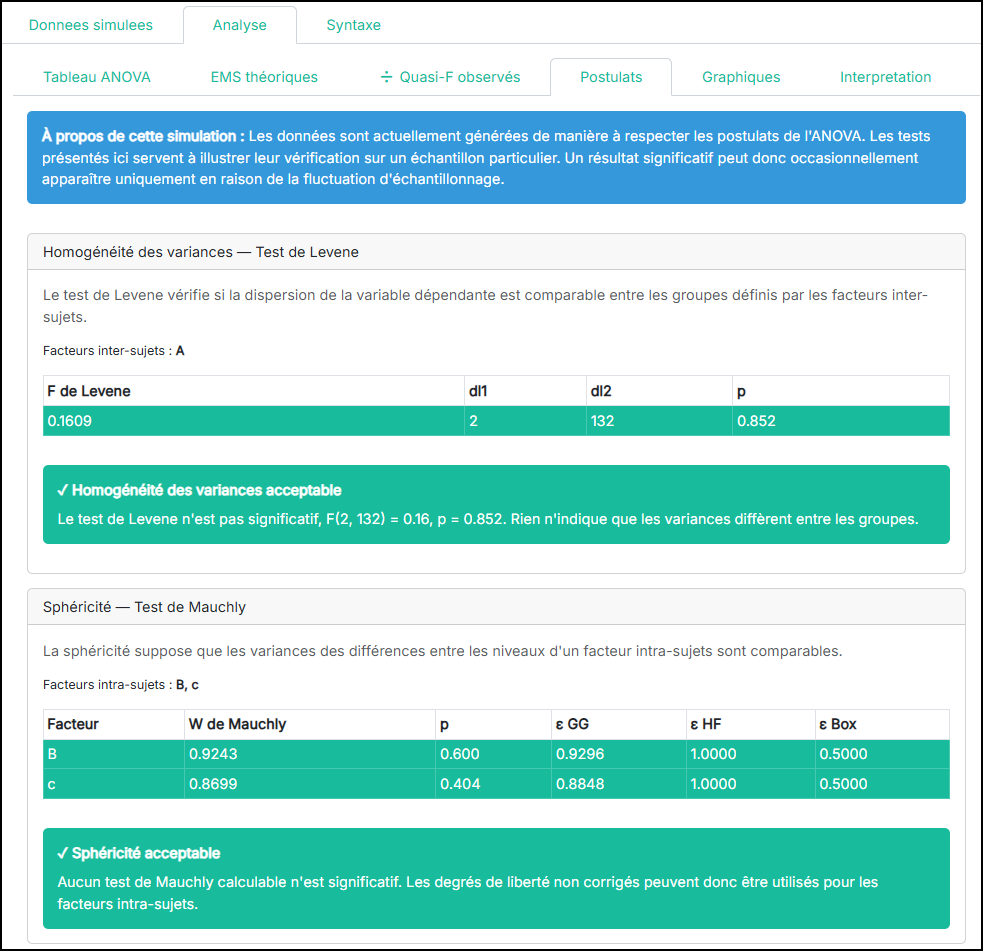 Donnees simulees Analyse Syntaxe
Tableau ANOVA EMS théoriques ÷ Quasi-F observés Postulats Graphiques Interpretation
À propos de cette simulation : Les données sont actuellement générées de manière à respecter les postulats de l'ANOVA. Les tests
présentés ici servent à illustrer leur vérification sur un échantillon particulier. Un résultat significatif peut donc occasionnellement
apparaître uniquement en raison de la fluctuation d'échantillonnage.
Homogénéité des variances — Test de Levene
Le test de Levene vérifie si la dispersion de la variable dépendante est comparable entre les groupes définis par les facteurs inter-
sujets.
Facteurs inter-sujets : A
F de Levene dl1 dl2 p
0.1609 2 132 0.852
✓ Homogénéité des variances acceptable
Le test de Levene n'est pas significatif, F(2, 132) = 0.16, p = 0.852. Rien n'indique que les variances diffèrent entre les groupes.
Sphéricité — Test de Mauchly
La sphéricité suppose que les variances des différences entre les niveaux d'un facteur intra-sujets sont comparables.
Facteurs intra-sujets : B, c
Facteur W de Mauchly p ε GG ε HF ε Box
B 0.9243 0.600 0.9296 1.0000 0.5000
c 0.8699 0.404 0.8848 1.0000 0.5000
✓ Sphéricité acceptable
Aucun test de Mauchly calculable n'est significatif. Les degrés de liberté non corrigés peuvent donc être utilisés pour les
facteurs intra-sujets.